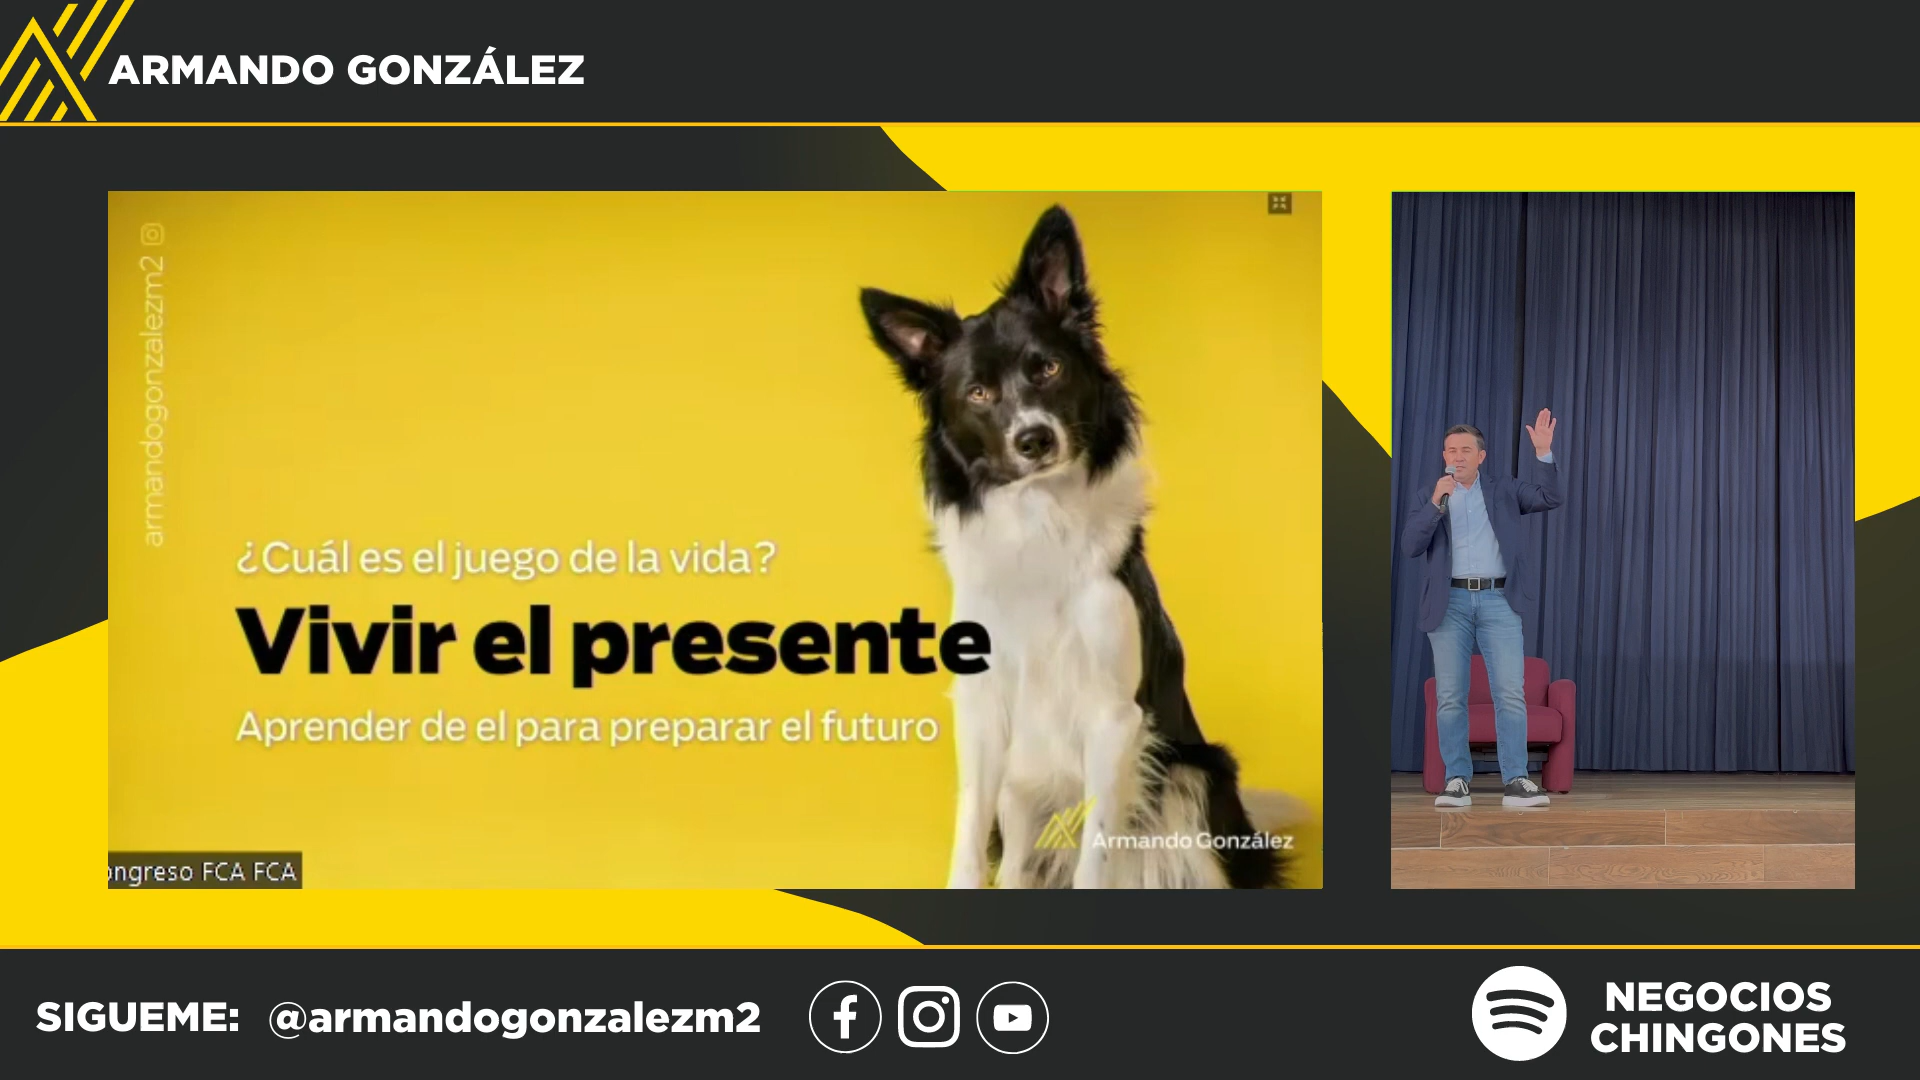 ARMANDO GONZÁLEZ
armandogonzalezm2
¿Cuál es el juego de la vida?
Vivir el presente
Aprender de el para preparar el futuro
Armando González
ongreso FCA FCA
SIGUEME: @armandogonzalezm2
NEGOCIOS
CHINGONES